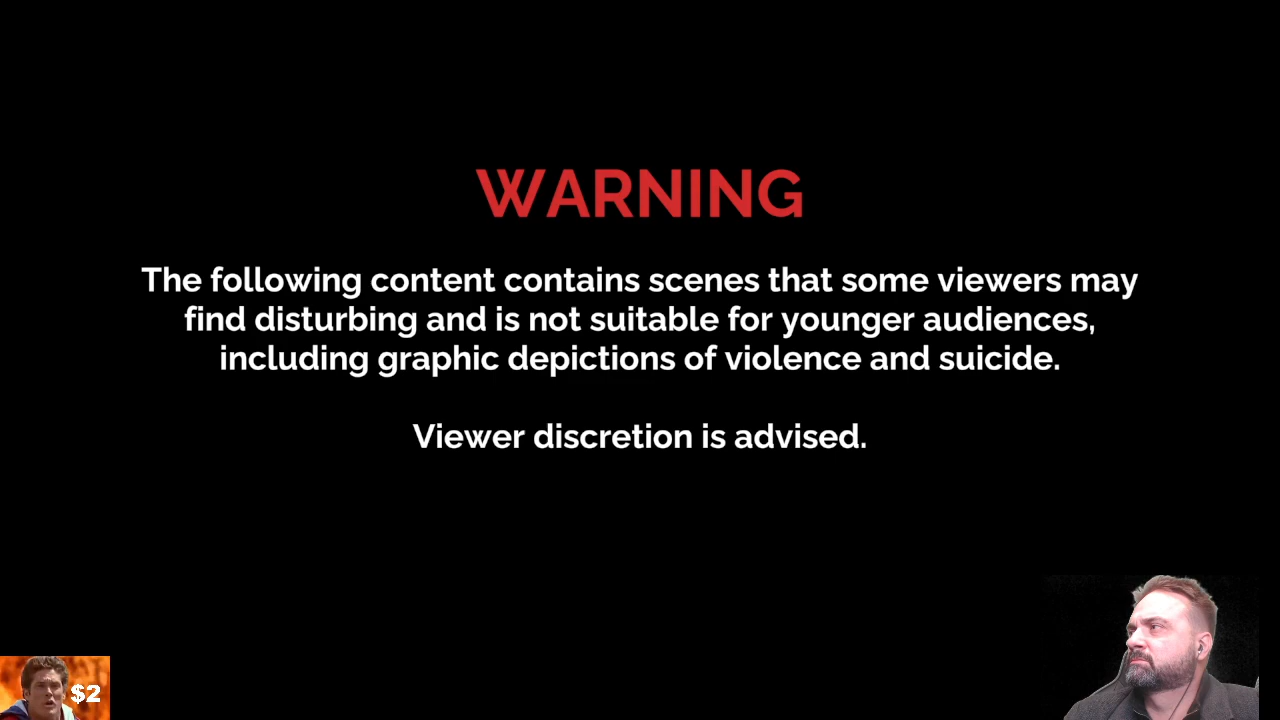 WARNING
The following content contains scenes that some viewers may
find disturbing and is not suitable for younger audiences,
including graphic depictions of violence and suicide.
Viewer discretion is advised.
$2